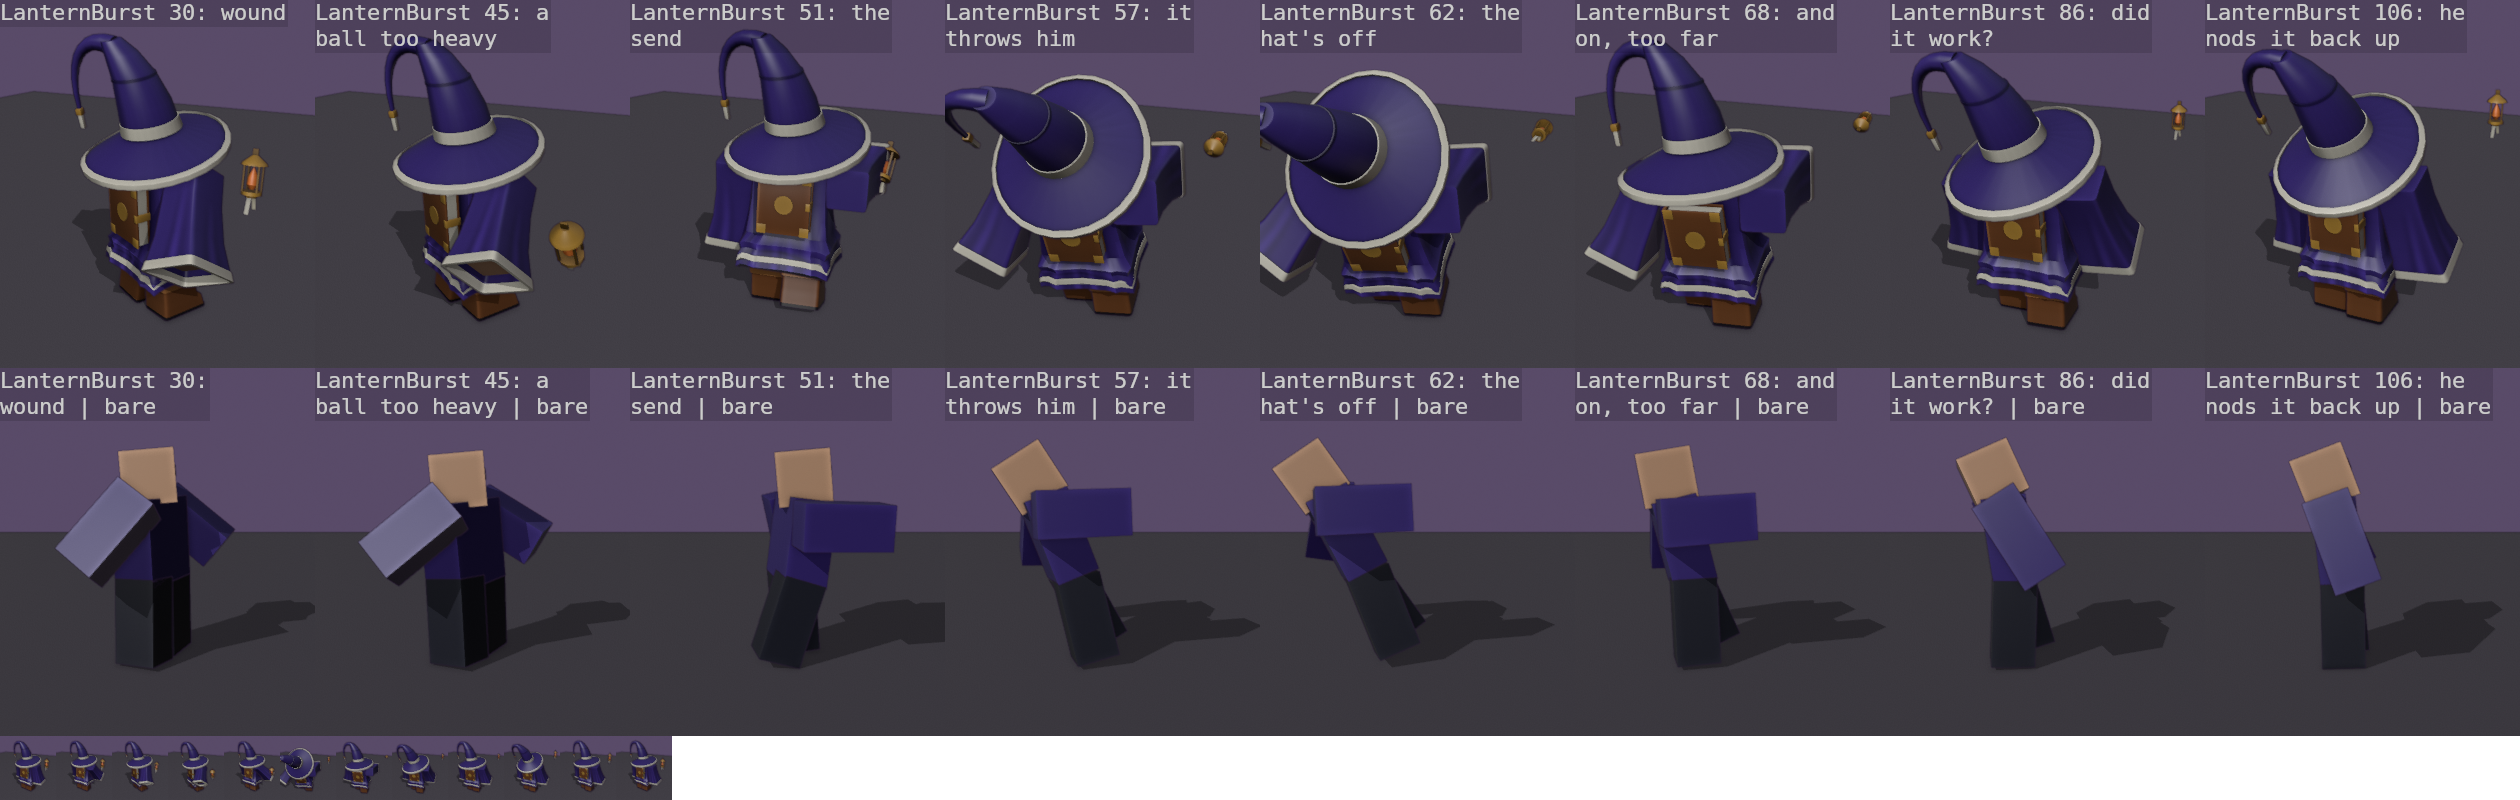 LanternBurst 30: wound
LanternBurst 45: a
ball too heavy
LanternBurst 51: the
send
LanternBurst 57: it
throws him
LanternBurst 62: the
hat's off
LanternBurst 68: and
on, too far
LanternBurst 86: did
it work?
LanternBurst 106: he
nods it back up
LanternBurst 30:
wound | bare
LanternBurst 45: a
ball too heavy | bare
LanternBurst 51: the
send | bare
LanternBurst 57: it
throws him | bare
LanternBurst 62: the
hat's off | bare
LanternBurst 68: and
on, too far | bare
LanternBurst 86: did
it work? | bare
LanternBurst 106: he
nods it back up | bare